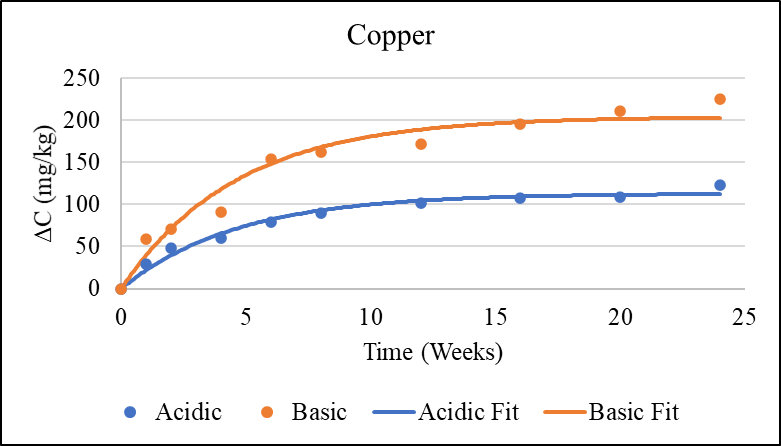 Copper
ΔC (mg/kg)
250
200
150
100
50
0
0 5 10 15 20 25
Time (Weeks)
Acidic Basic Acidic Fit Basic Fit